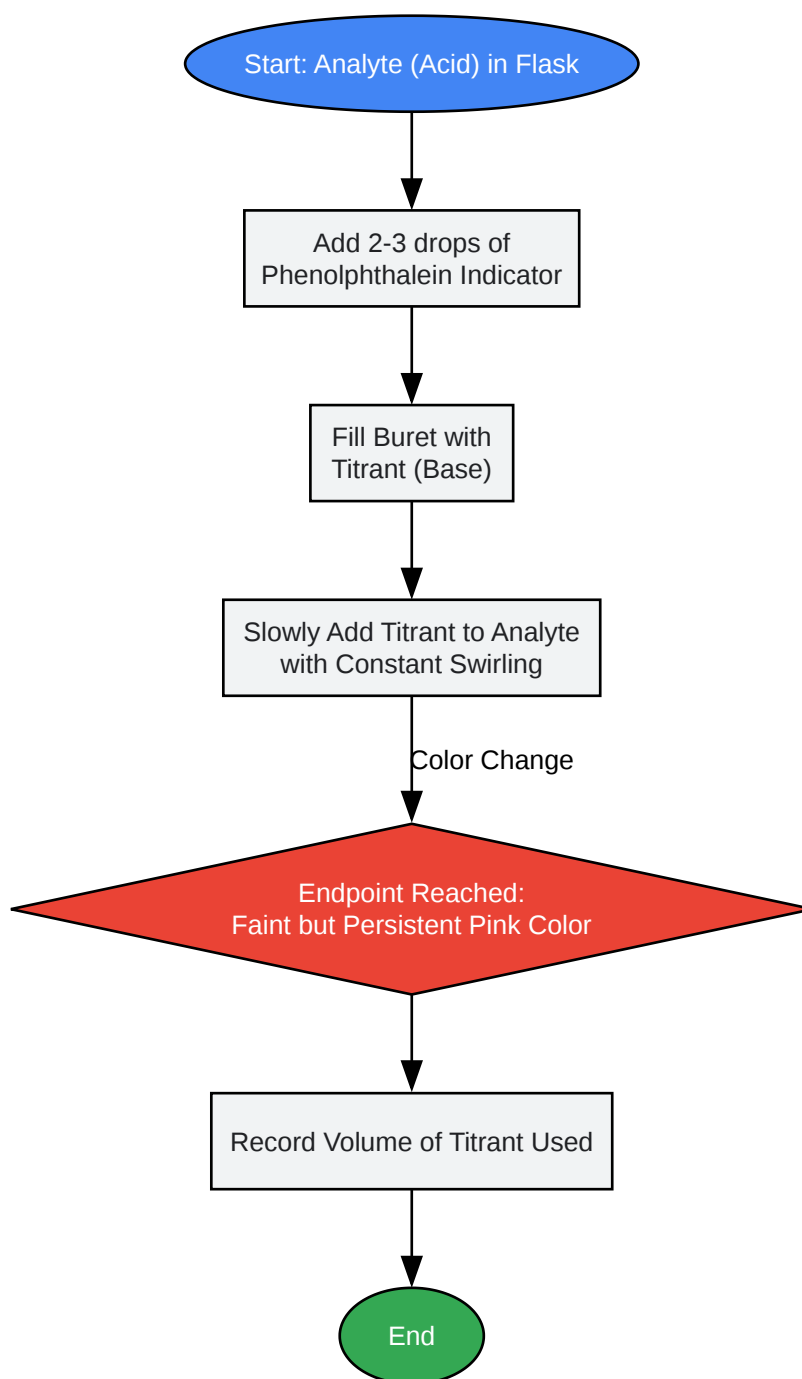 Start: Analyte (Acid) in Flask
Add 2-3 drops of
Phenolphthalein Indicator
Fill Buret with
Titrant (Base)
Slowly Add Titrant to Analyte
with Constant Swirling
Color Change
Endpoint Reached:
Faint but Persistent Pink Color
Record Volume of Titrant Used
End